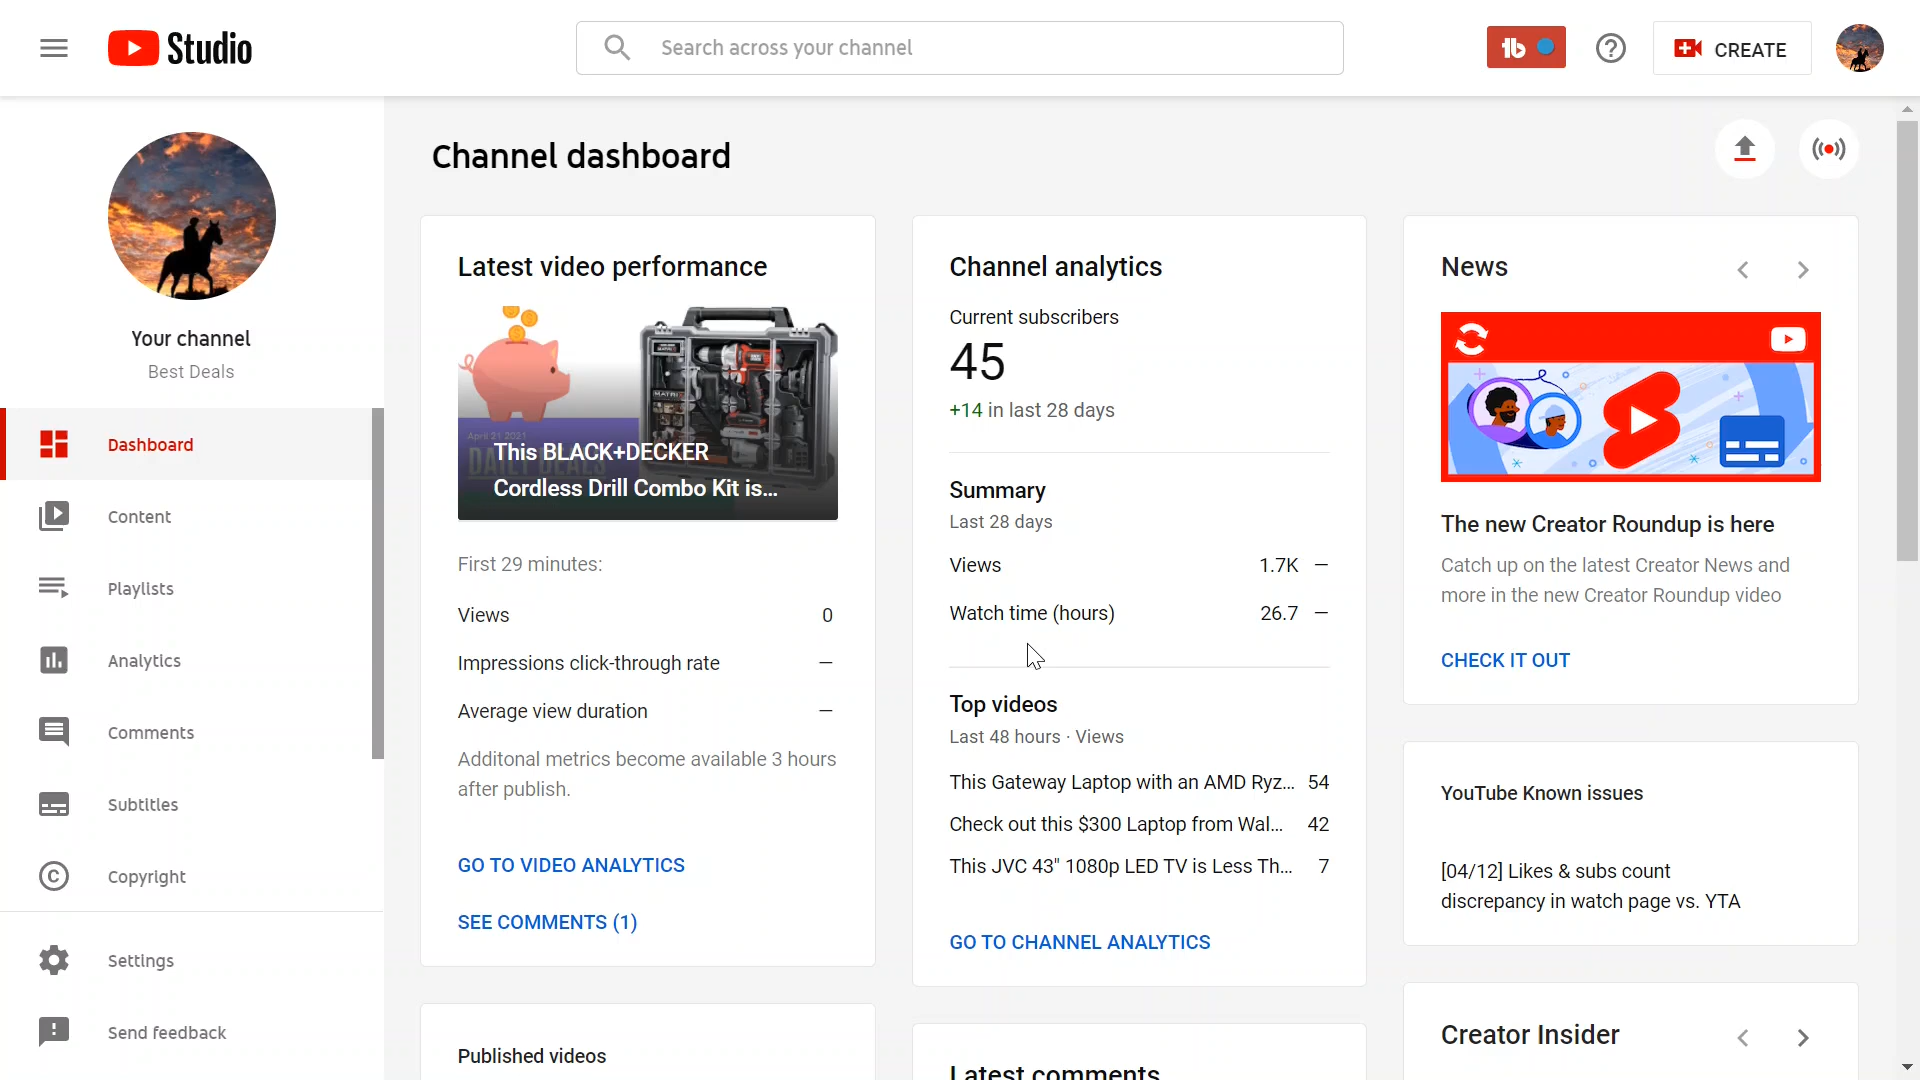 Studio
Search across your channel
CREATE
Your channel
Best Deals
Dashboard
Content
Playlists
Analytics
Comments
Subtitles
Copyright
Settings
Send feedback
Channel dashboard
Latest video performance
April 21 2021
DAILY DEALS
MATRIX
This BLACK+DECKER
Cordless Drill Combo Kit is...
First 29 minutes:
Views 0
Impressions click-through rate —
Average view duration —
Additonal metrics become available 3 hours
after publish.
GO TO VIDEO ANALYTICS
SEE COMMENTS (1)
Published videos
Channel analytics
Current subscribers
45
+14 in last 28 days
Summary
Last 28 days
Views 1.7K —
Watch time (hours) 26.7 —
Top videos
Last 48 hours · Views
This Gateway Laptop with an AMD Ryz... 54
Check out this $300 Laptop from Wal... 42
This JVC 43" 1080p LED TV is Less Th... 7
GO TO CHANNEL ANALYTICS
Latest comments
News
The new Creator Roundup is here
Catch up on the latest Creator News and
more in the new Creator Roundup video
CHECK IT OUT
YouTube Known issues
[04/12] Likes & subs count
discrepancy in watch page vs. YTA
Creator Insider